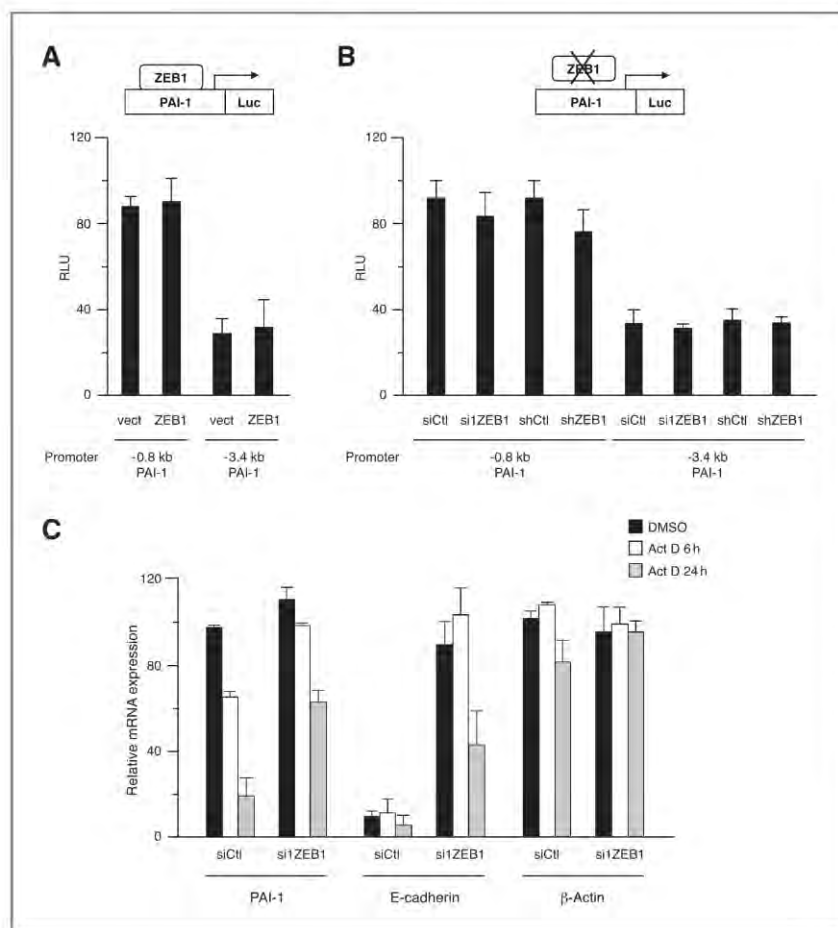 A
ZEB1
PAI-1 Luc
120
80
40
0
RLU
vect ZEB1 vect ZEB1
Promoter -0.8 kb -3.4 kb
PAI-1 PAI-1
B
ZEB1
PAI-1 Luc
120
80
40
0
RLU
siCtl si1ZEB1 shCtl shZEB1 siCtl si1ZEB1 shCtl shZEB1
Promoter -0.8 kb -3.4 kb
PAI-1 PAI-1
C
DMSO
Act D 6 h
Act D 24 h
120
80
40
0
Relative mRNA expression
siCtl si1ZEB1 siCtl si1ZEB1 siCtl si1ZEB1
PAI-1 E-cadherin β-Actin